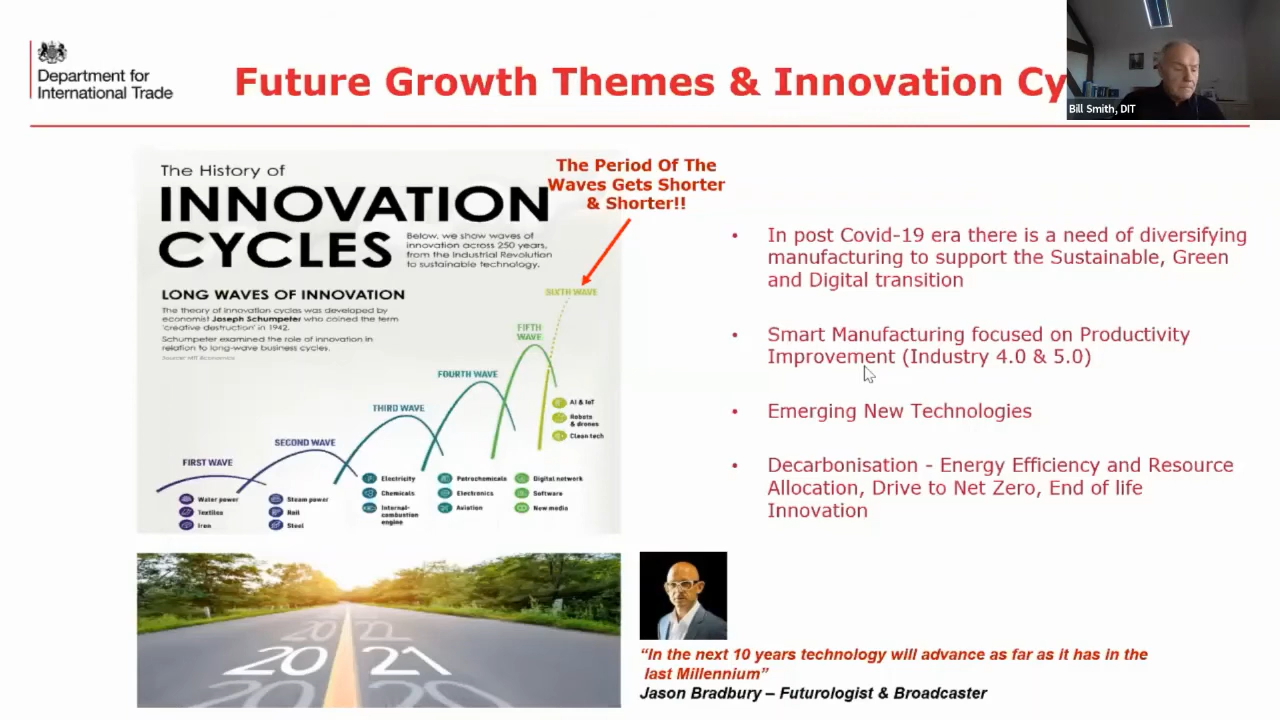 Department for
International Trade
Future Growth Themes & Innovation Cy
Bill Smith, DIT
The History of
INNOVATION
CYCLES
Below, we show waves of
innovation across 250 years,
from the Industrial Revolution
to sustainable technology.
The Period Of The
Waves Gets Shorter
& Shorter!!
LONG WAVES OF INNOVATION
The theory of innovation cycles was developed by
economist Joseph Schumpeter who coined the term
'creative destruction' in 1942.
Schumpeter examined the role of innovation in
relation to long-wave business cycles.
FIRST WAVE
Water power
Textiles
Iron
SECOND WAVE
Steam power
Rail
Steel
THIRD WAVE
Electricity
Chemicals
Internal-
combustion
engine
FOURTH WAVE
Petrochemicals
Electronics
Aviation
FIFTH
WAVE
Digital network
Software
New media
SIXTH WAVE
AI & IoT
Robots
& drones
Clean tech
• In post Covid-19 era there is a need of diversifying
manufacturing to support the Sustainable, Green
and Digital transition
• Smart Manufacturing focused on Productivity
Improvement (Industry 4.0 & 5.0)
• Emerging New Technologies
• Decarbonisation - Energy Efficiency and Resource
Allocation, Drive to Net Zero, End of life
Innovation
20 22
20 21
20 20
“In the next 10 years technology will advance as far as it has in the
last Millennium”
Jason Bradbury – Futurologist & Broadcaster